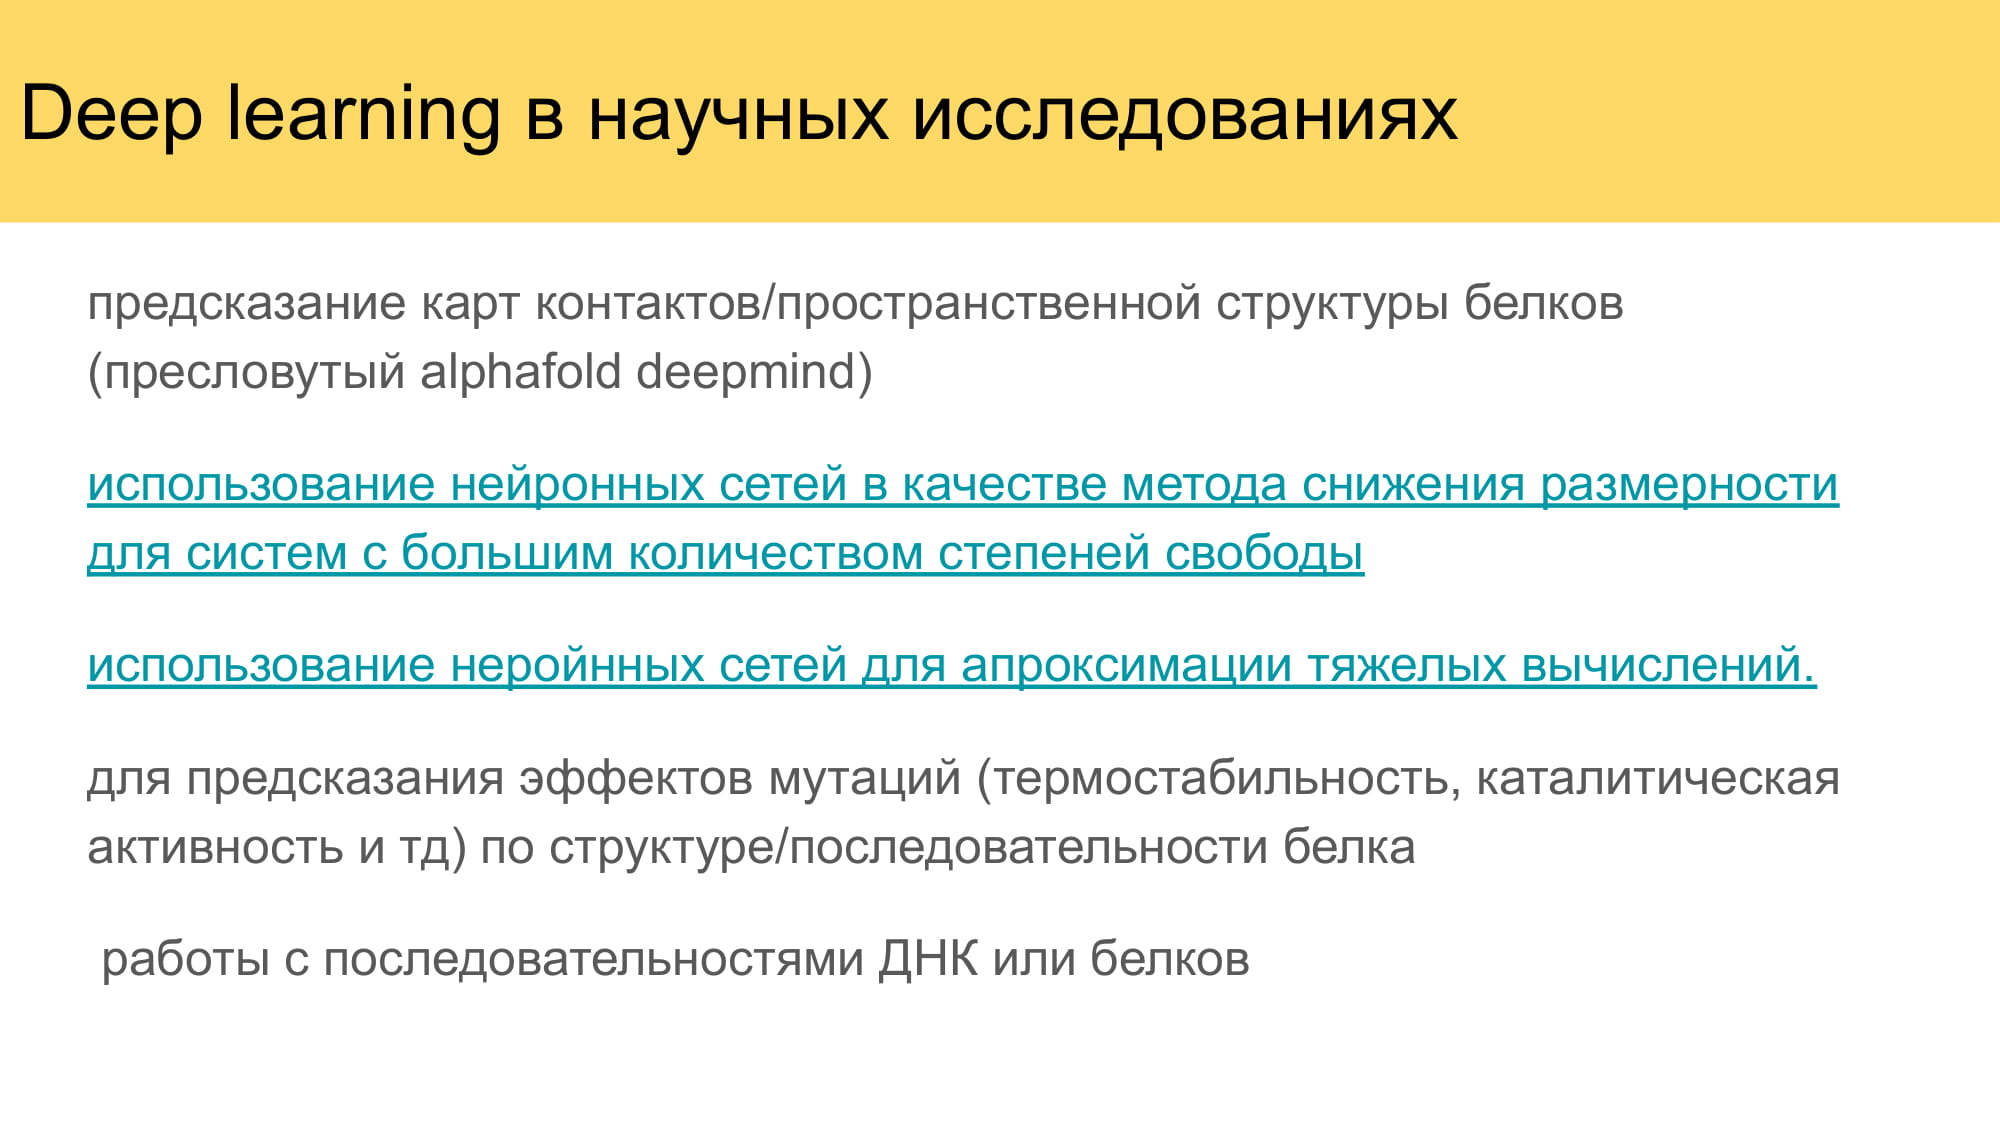 Deep learning в научных исследованиях
предсказание карт контактов/пространственной структуры белков
(пресловутый alphafold deepmind)
использование нейронных сетей в качестве метода снижения размерности
для систем с большим количеством степеней свободы
использование неройнных сетей для апроксимации тяжелых вычислений.
для предсказания эффектов мутаций (термостабильность, каталитическая
активность и тд) по структуре/последовательности белка
работы с последовательностями ДНК или белков